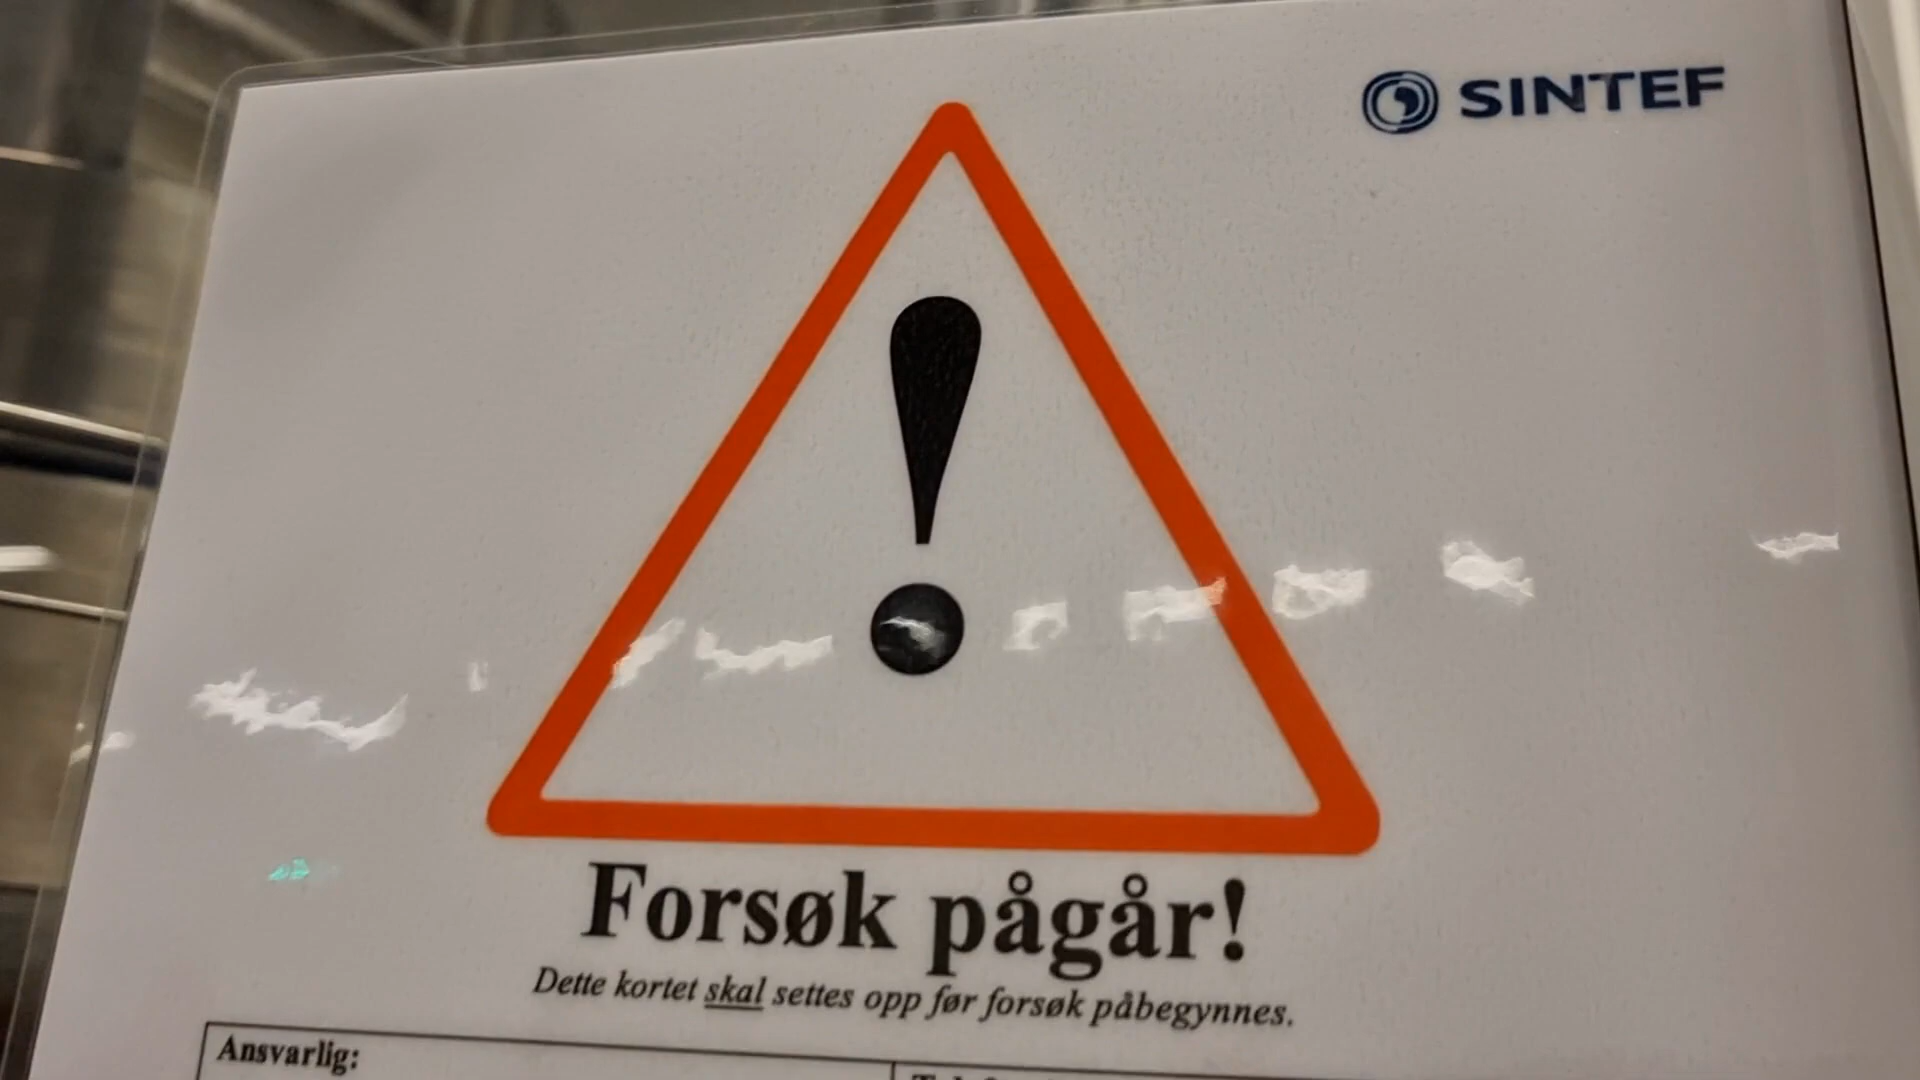 SINTEF
!
Forsøk pågår!
Dette kortet skal settes opp før forsøk påbegynnes.
Ansvarlig: